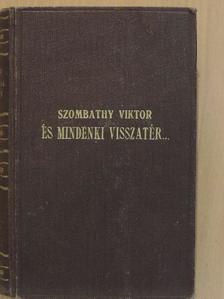 SZOMBATHY VIKTOR
ÉS MINDENKI VISSZATÉR...